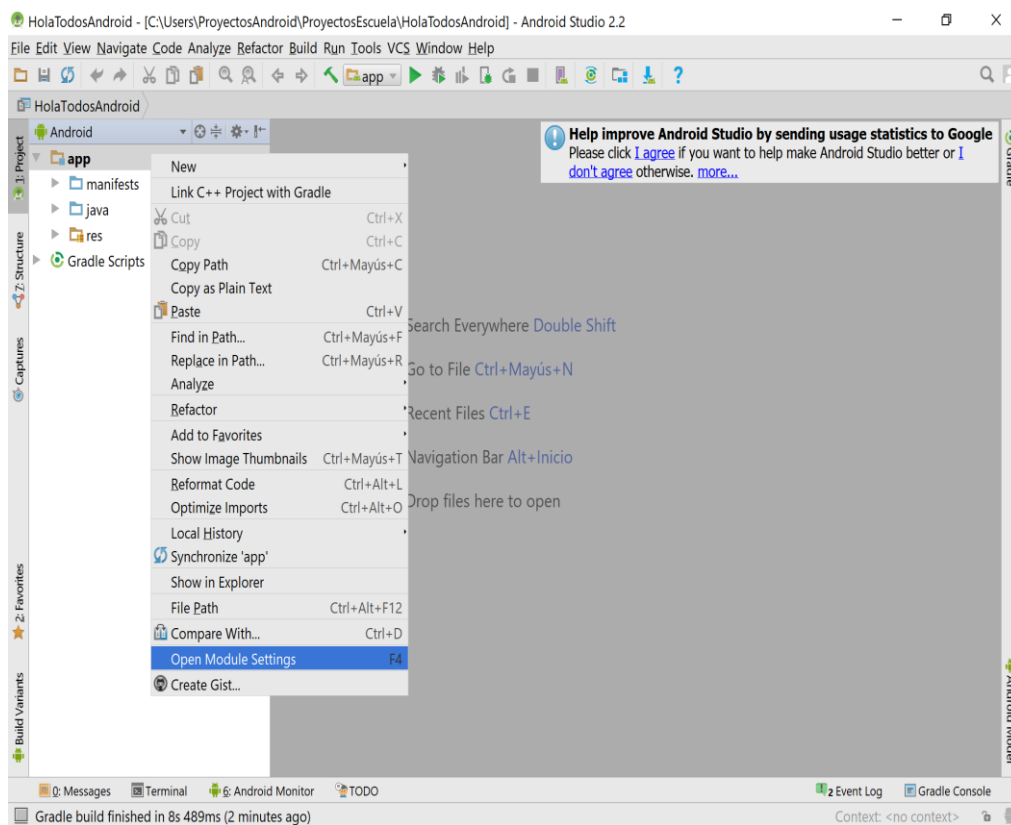 HolaTodosAndroid - [C:\Users\ProyectosAndroid\ProyectosEscuela\HolaTodosAndroid] - Android Studio 2.2
File Edit View Navigate Code Analyze Refactor Build Run Tools VCS Window Help
app
HolaTodosAndroid
Android
Help improve Android Studio by sending usage statistics to Google
Please click I agree if you want to help make Android Studio better or I
don't agree otherwise. more...
1: Project
7: Structure
Captures
2: Favorites
Build Variants
app
manifests
java
res
Gradle Scripts
New
Link C++ Project with Gradle
Cut Ctrl+X
Copy Ctrl+C
Copy Path Ctrl+Mayús+C
Copy as Plain Text
Paste Ctrl+V
Find in Path... Ctrl+Mayús+F
Replace in Path... Ctrl+Mayús+R
Analyze
Refactor
Add to Favorites
Show Image Thumbnails Ctrl+Mayús+T
Reformat Code Ctrl+Alt+L
Optimize Imports Ctrl+Alt+O
Local History
Synchronize 'app'
Show in Explorer
File Path Ctrl+Alt+F12
Compare With... Ctrl+D
Open Module Settings F4
Create Gist...
Search Everywhere Double Shift
Go to File Ctrl+Mayús+N
Recent Files Ctrl+E
Navigation Bar Alt+Inicio
Drop files here to open
Gradle
Android Model
0: Messages Terminal 6: Android Monitor TODO 2 Event Log Gradle Console
Gradle build finished in 8s 489ms (2 minutes ago) Context: <no context>